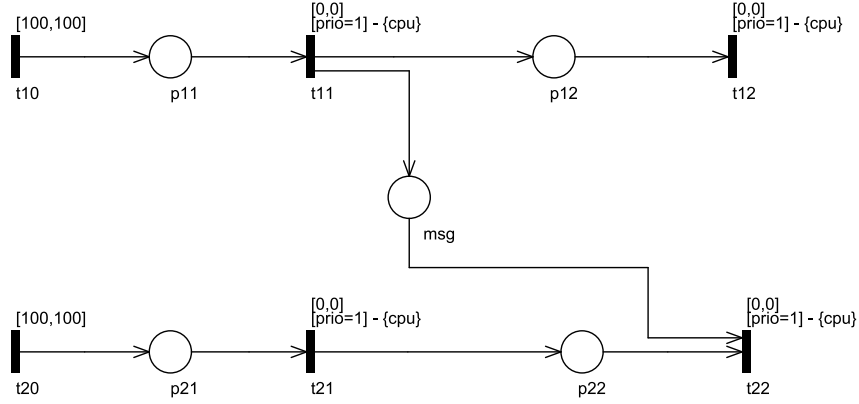 [100,100]
[0,0]
[prio=1] - {cpu}
[0,0]
[prio=1] - {cpu}
t10
p11
t11
p12
t12
msg
[100,100]
[0,0]
[prio=1] - {cpu}
[0,0]
[prio=1] - {cpu}
t20
p21
t21
p22
t22